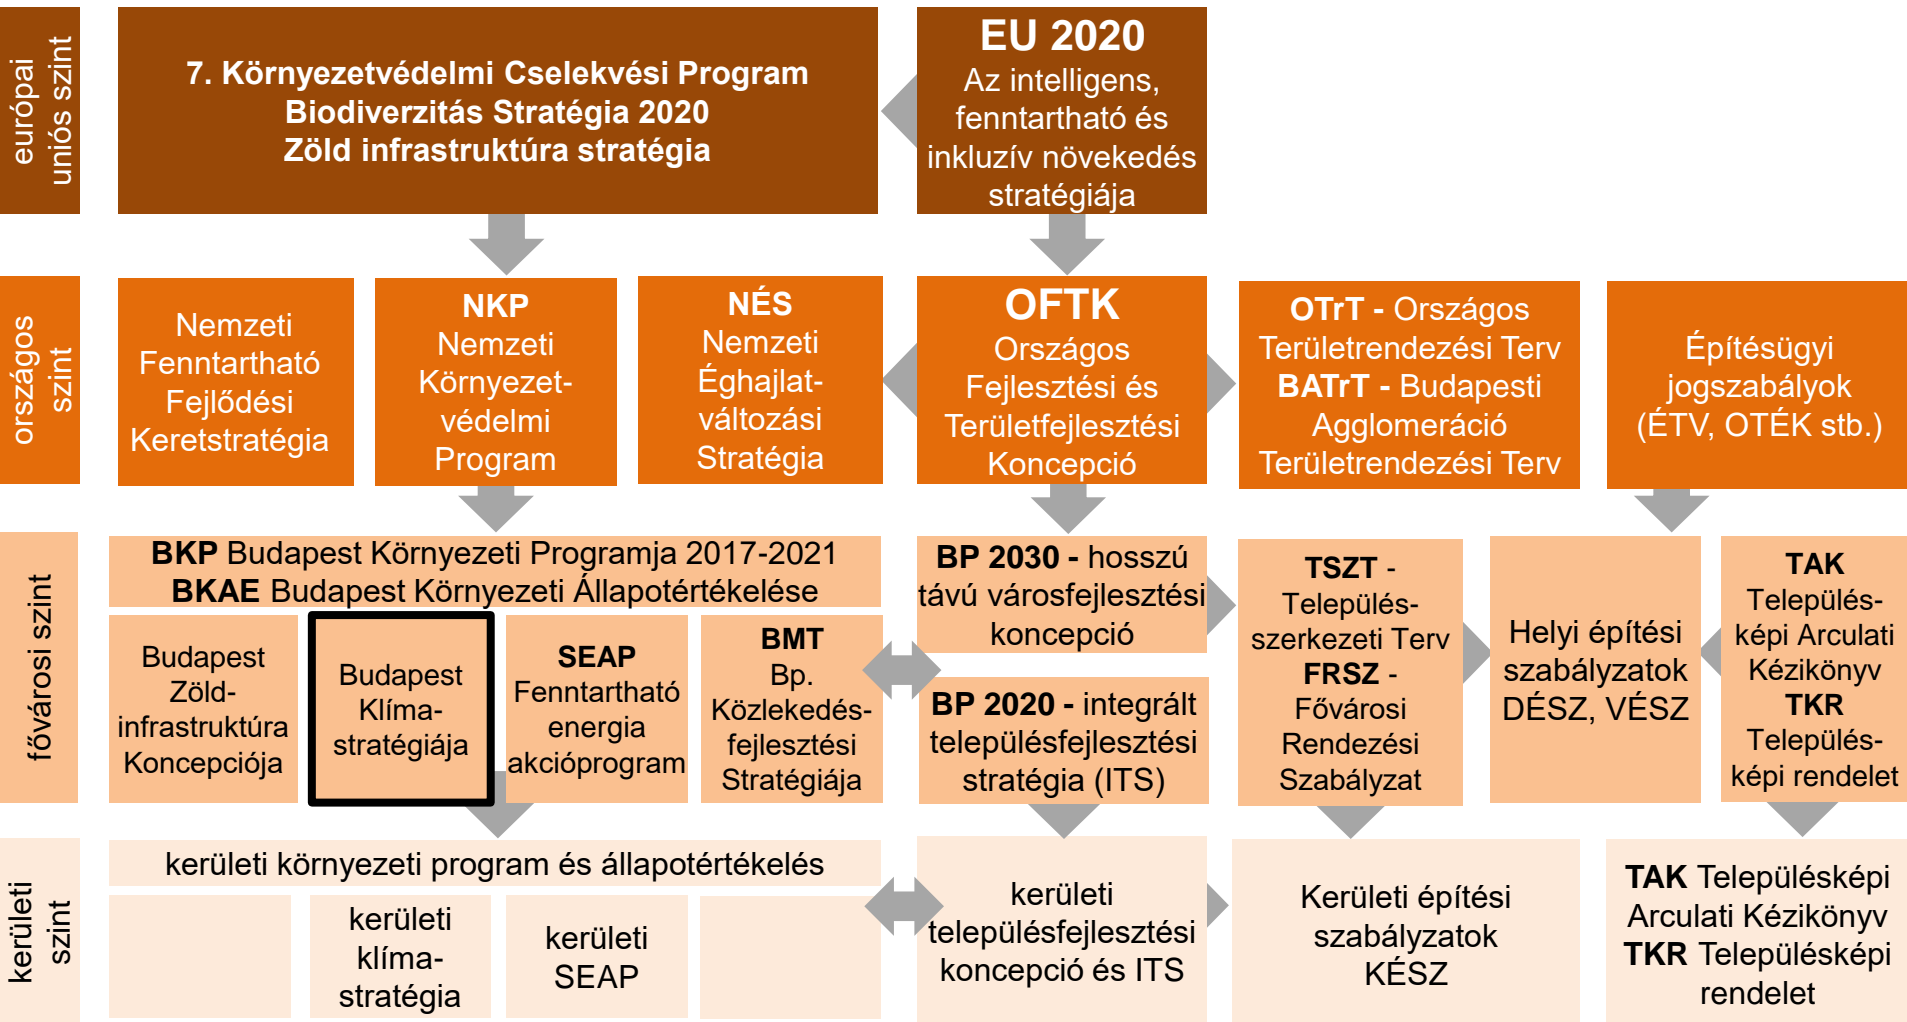 európai
uniós szint
7. Környezetvédelmi Cselekvési Program
Biodiverzitás Stratégia 2020
Zöld infrastruktúra stratégia
EU 2020
Az intelligens,
fenntartható és
inkluzív növekedés
stratégiája
országos
szint
Nemzeti
Fenntartható
Fejlődési
Keretstratégia
NKP
Nemzeti
Környezet-
védelmi
Program
NÉS
Nemzeti
Éghajlat-
változási
Stratégia
OFTK
Országos
Fejlesztési és
Területfejlesztési
Koncepció
OTrT - Országos
Területrendezési Terv
BATrT - Budapesti
Agglomeráció
Területrendezési Terv
Építésügyi
jogszabályok
(ÉTV, OTÉK stb.)
fővárosi szint
BKP Budapest Környezeti Programja 2017-2021
BKAE Budapest Környezeti Állapotértékelése
Budapest
Zöld-
infrastruktúra
Koncepciója
Budapest
Klíma-
stratégiája
SEAP
Fenntartható
energia
akcióprogram
BMT
Bp.
Közlekedés-
fejlesztési
Stratégiája
BP 2030 - hosszú
távú városfejlesztési
koncepció
BP 2020 - integrált
településfejlesztési
stratégia (ITS)
TSZT -
Település-
szerkezeti Terv
FRSZ -
Fővárosi
Rendezési
Szabályzat
Helyi építési
szabályzatok
DÉSZ, VÉSZ
TAK
Település-
képi Arculati
Kézikönyv
TKR
Település-
képi rendelet
kerületi
szint
kerületi környezeti program és állapotértékelés
kerületi
klíma-
stratégia
kerületi
SEAP
kerületi
településfejlesztési
koncepció és ITS
Kerületi építési
szabályzatok
KÉSZ
TAK Településképi
Arculati Kézikönyv
TKR Településképi
rendelet